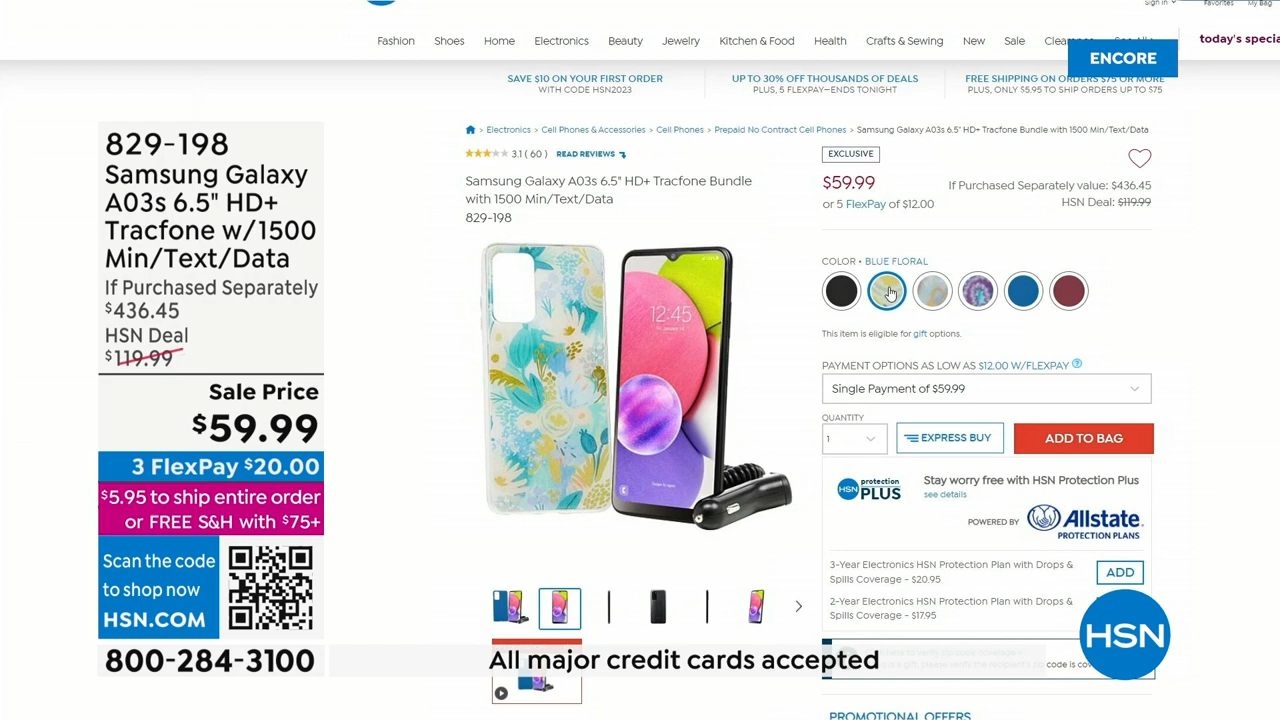 Sign In
Favorites
My Bag
Fashion Shoes Home Electronics Beauty Jewelry Kitchen & Food Health Crafts & Sewing New Sale
today's specia
ENCORE
SAVE $10 ON YOUR FIRST ORDER
WITH CODE HSN2023
UP TO 30% OFF THOUSANDS OF DEALS
PLUS, 5 FLEXPAY—ENDS TONIGHT
FREE SHIPPING ON ORDERS $75 OR MORE
PLUS, ONLY $5.95 TO SHIP ORDERS UP TO $75
829-198
Samsung Galaxy
A03s 6.5" HD+
Tracfone w/1500
Min/Text/Data
If Purchased Separately
$436.45
HSN Deal
$119.99
Sale Price
$59.99
3 FlexPay $20.00
$5.95 to ship entire order
or FREE S&H with $75+
Scan the code
to shop now
HSN.COM
800-284-3100
> Electronics > Cell Phones & Accessories > Cell Phones > Prepaid No Contract Cell Phones > Samsung Galaxy A03s 6.5" HD+ Tracfone Bundle with 1500 Min/Text/Data
3.1 ( 60 ) READ REVIEWS
Samsung Galaxy A03s 6.5" HD+ Tracfone Bundle
with 1500 Min/Text/Data
829-198
12:45
EXCLUSIVE
$59.99
or 5 FlexPay of $12.00
If Purchased Separately value: $436.45
HSN Deal: $119.99
COLOR • BLUE FLORAL
This item is eligible for gift options.
PAYMENT OPTIONS AS LOW AS $12.00 W/FLEXPAY ?
Single Payment of $59.99
QUANTITY
1
EXPRESS BUY
ADD TO BAG
HSN protection PLUS
Stay worry free with HSN Protection Plus
see details
POWERED BY Allstate.
PROTECTION PLANS
3-Year Electronics HSN Protection Plan with Drops &
Spills Coverage - $20.95
ADD
2-Year Electronics HSN Protection Plan with Drops &
Spills Coverage - $17.95
HSN
All major credit cards accepted
PROMOTIONAL OFFERS